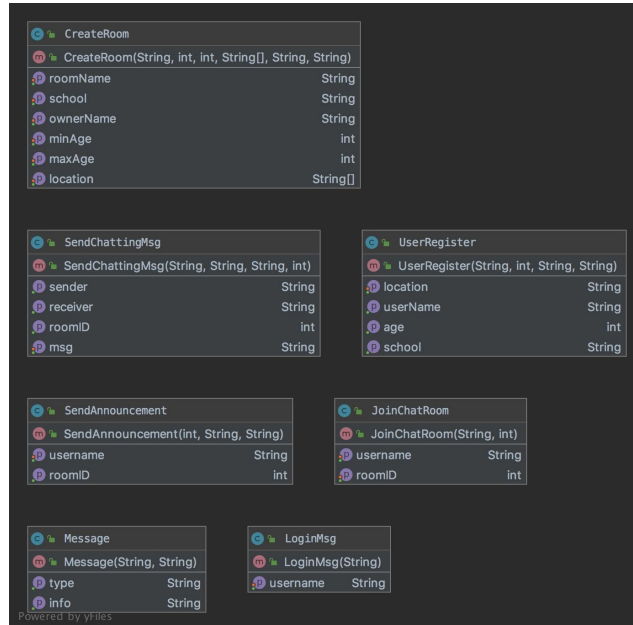 CreateRoom
CreateRoom(String, int, int, String[], String, String)
roomName String
school String
ownerName String
minAge int
maxAge int
location String[]
SendChattingMsg
SendChattingMsg(String, String, String, int)
sender String
receiver String
roomID int
msg String
UserRegister
UserRegister(String, int, String, String)
location String
userName String
age int
school String
SendAnnouncement
SendAnnouncement(int, String, String)
username String
roomID int
JoinChatRoom
JoinChatRoom(String, int)
username String
roomID int
Message
Message(String, String)
type String
info String
LoginMsg
LoginMsg(String)
username String
Powered by yFiles